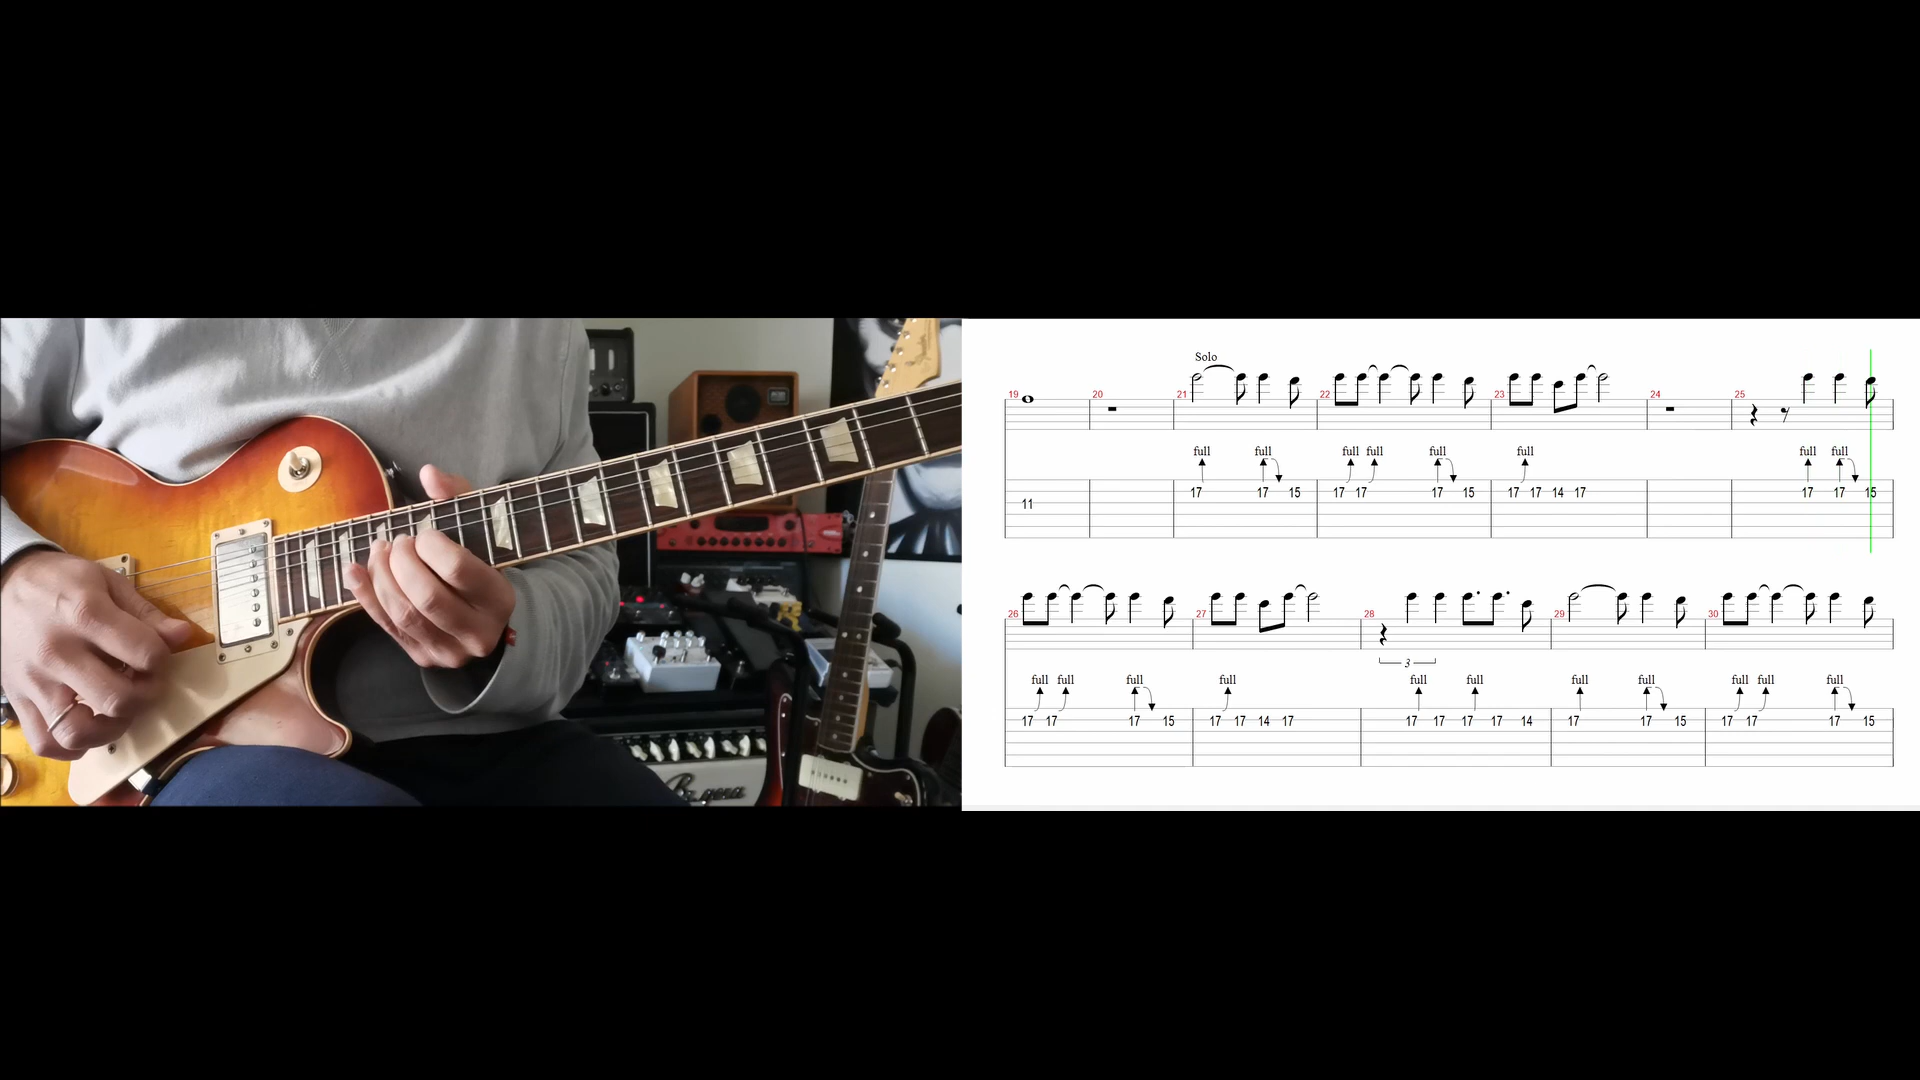 Solo
19 20 21 22 23 24 25
full full full full full full full full
17 17 15 17 17 17 15 17 17 14 17 17 17 15
11
26 27 28 29 30
3
full full full full full full full full full full full
17 17 17 15 17 17 14 17 17 17 17 17 14 17 17 15 17 17 17 15